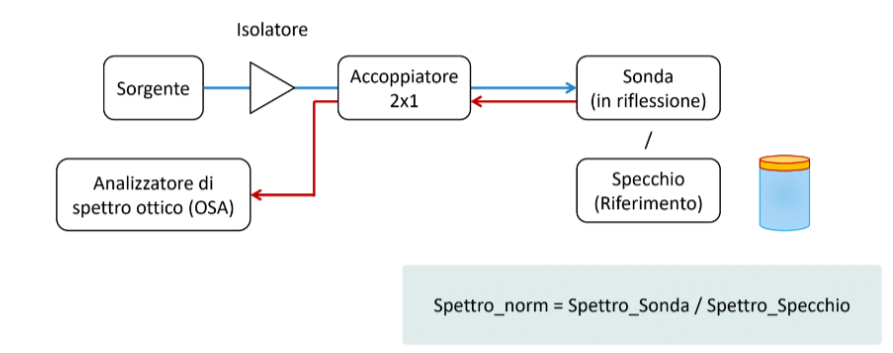 Isolatore
Sorgente
Accoppiatore
2x1
Sonda
(in riflessione)
/
Analizzatore di
spettro ottico (OSA)
Specchio
(Riferimento)
Spettro_norm = Spettro_Sonda / Spettro_Specchio